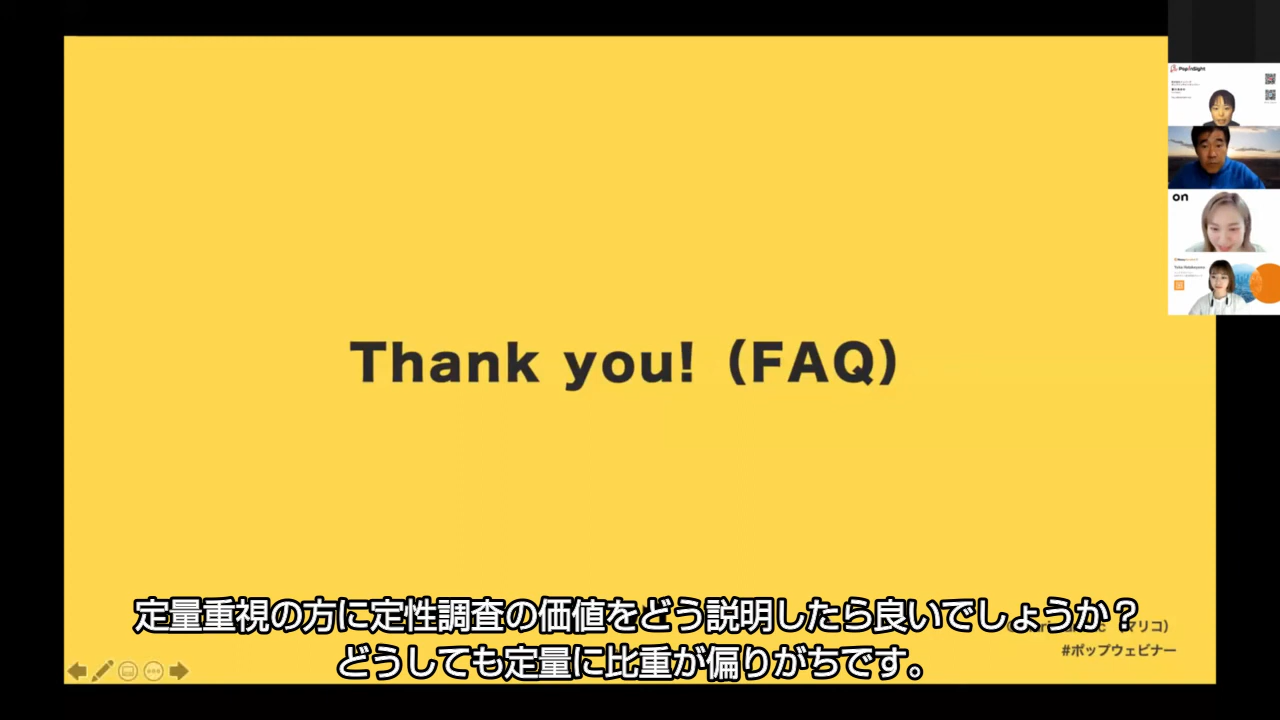 PopInsight
on
Thank you! (FAQ)
定量重視の方に定性調査の価値をどう説明したら良いでしょうか？
どうしても定量に比重が偏りがちです。
マリコ）
#ポップウェビナー